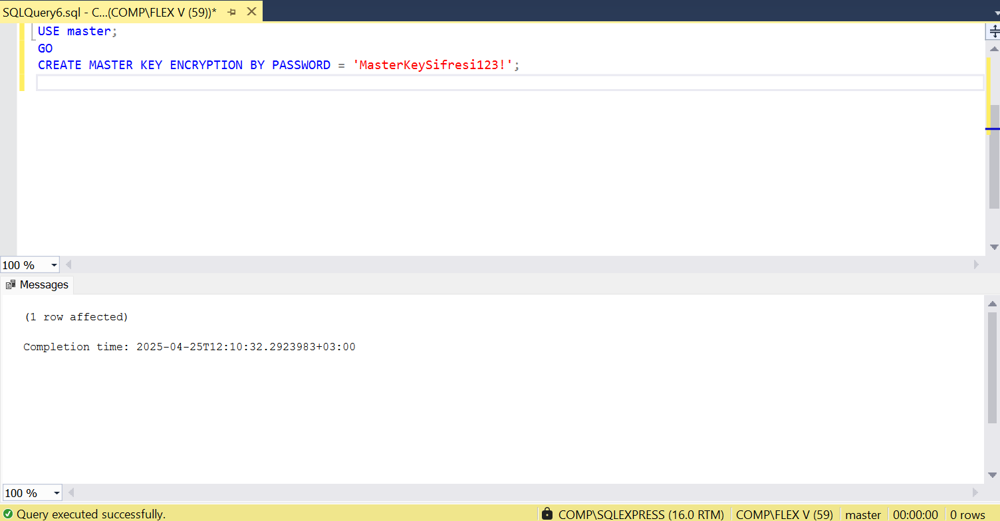 SQLQuery6.sql - C...(COMP\FLEX V (59))*
USE master;
GO
CREATE MASTER KEY ENCRYPTION BY PASSWORD = 'MasterKeySifresi123!';
100 %
Messages
(1 row affected)
Completion time: 2025-04-25T12:10:32.2923983+03:00
100 %
Query executed successfully. COMP\SQLEXPRESS (16.0 RTM) COMP\FLEX V (59) master 00:00:00 0 rows